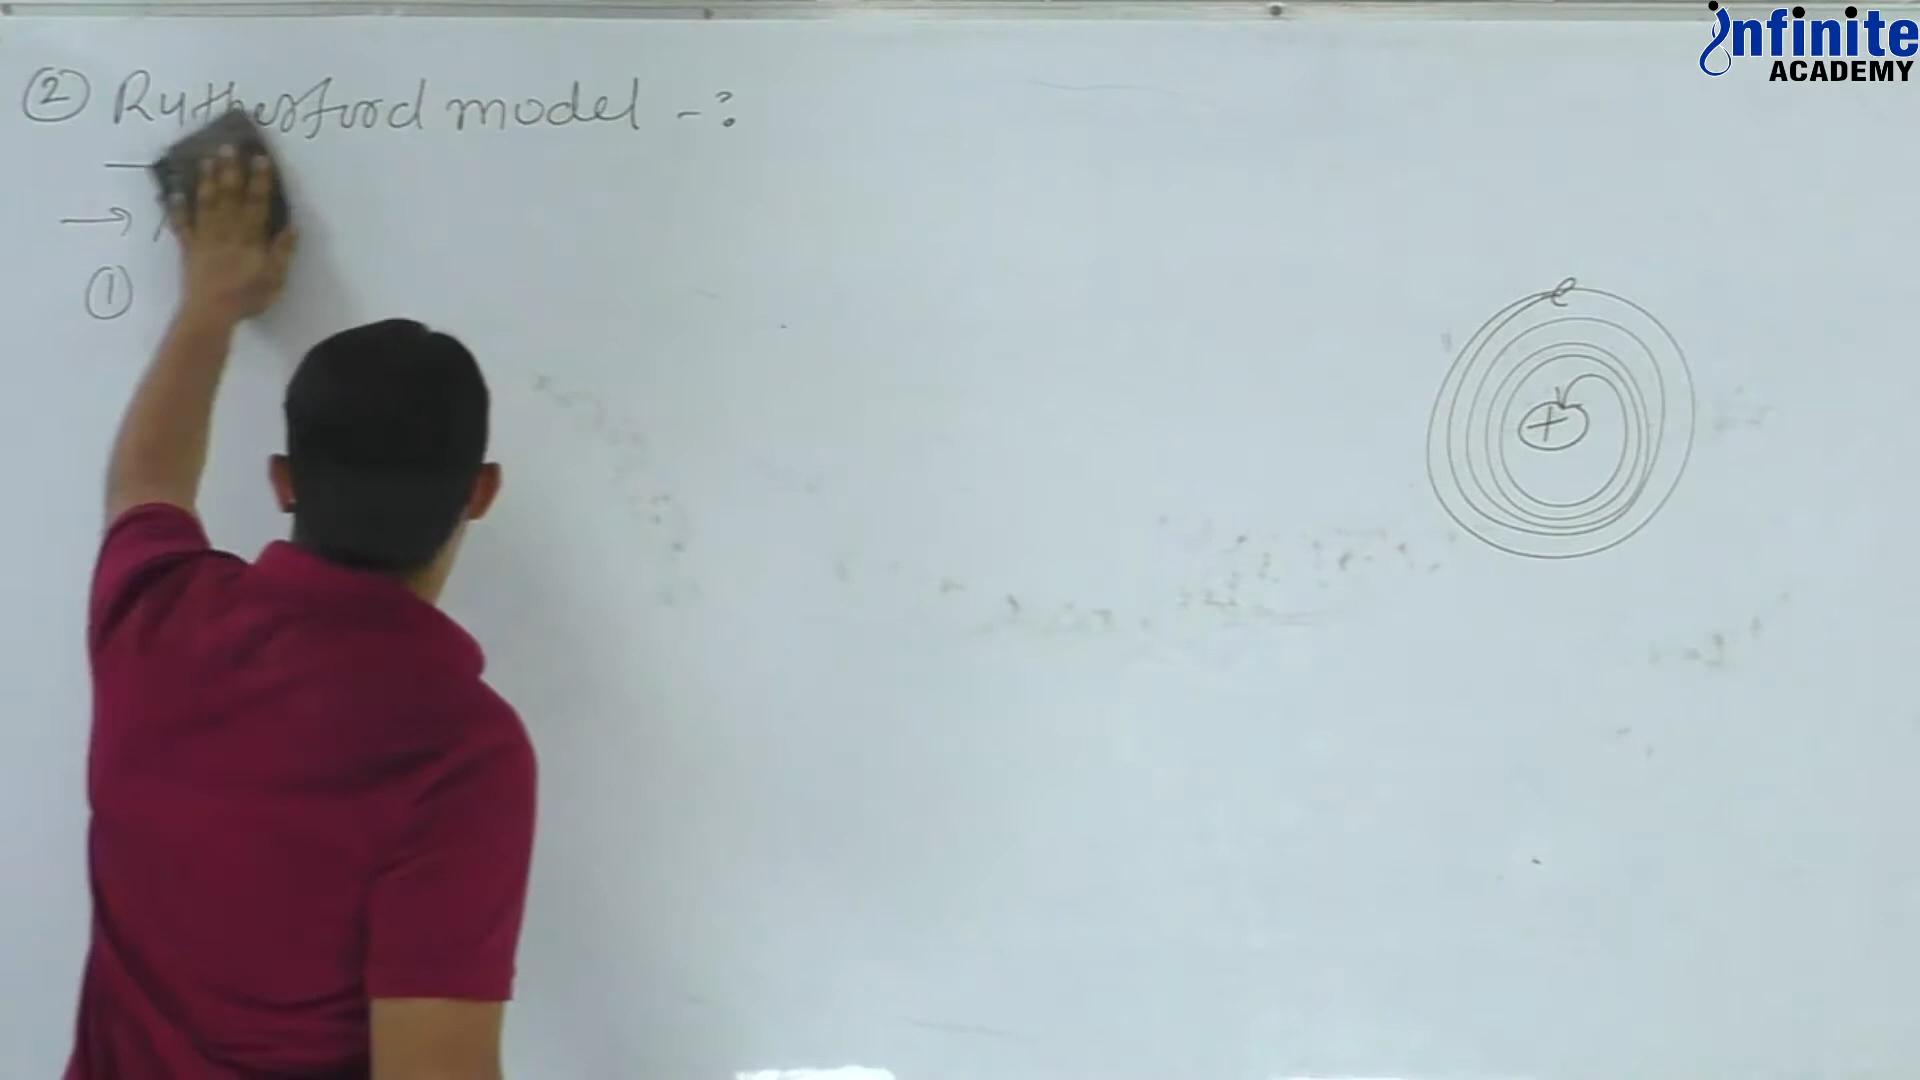 ② Rutherford model -:
→
①
e
+
infinite
ACADEMY